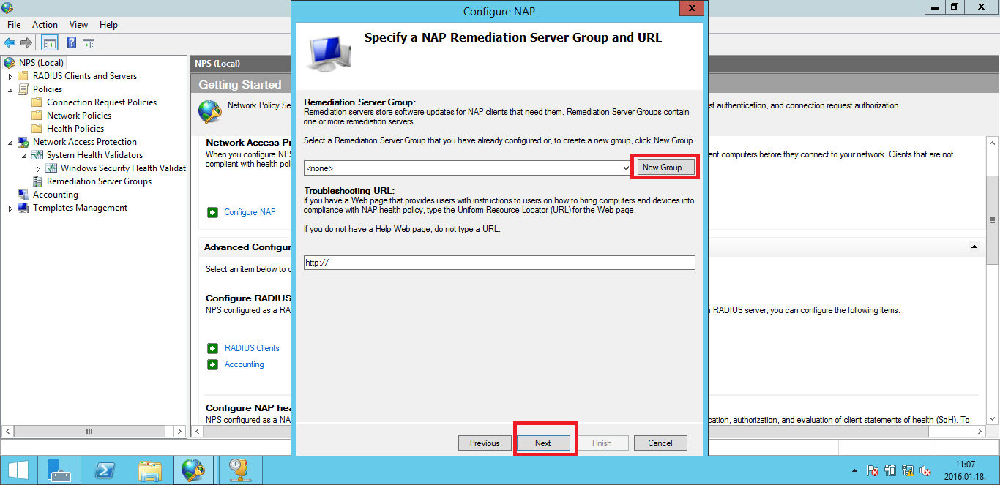 Configure NAP
File Action View Help
NPS (Local)
RADIUS Clients and Servers
Policies
Connection Request Policies
Network Policies
Health Policies
Network Access Protection
System Health Validators
Windows Security Health Validat
Remediation Server Groups
Accounting
Templates Management
NPS (Local)
Getting Started
Network Policy Se
st authentication, and connection request authorization.
Network Access Pr
When you configure NPS
ent computers before they connect to your network. Clients that are not
compliant with health poli
Configure NAP
Advanced Configur
Select an item below to c
Configure RADIUS
NPS configured as a RA
a RADIUS server, you can configure the following items.
RADIUS Clients
Accounting
Configure NAP hea
NPS configured as a NA
cation, authorization, and evaluation of client statements of health (SoH). To
Specify a NAP Remediation Server Group and URL
Remediation Server Group:
Remediation servers store software updates for NAP clients that need them. Remediation Server Groups contain
one or more remediation servers.
Select a Remediation Server Group that you have already configured or, to create a new group, click New Group.
<none>
New Group...
Troubleshooting URL:
If you have a Web page that provides users with instructions to users on how to bring computers and devices into
compliance with NAP health policy, type the Uniform Resource Locator (URL) for the Web page.
If you do not have a Help Web page, do not type a URL.
http://
Previous Next Finish Cancel
11:07
2016.01.18.